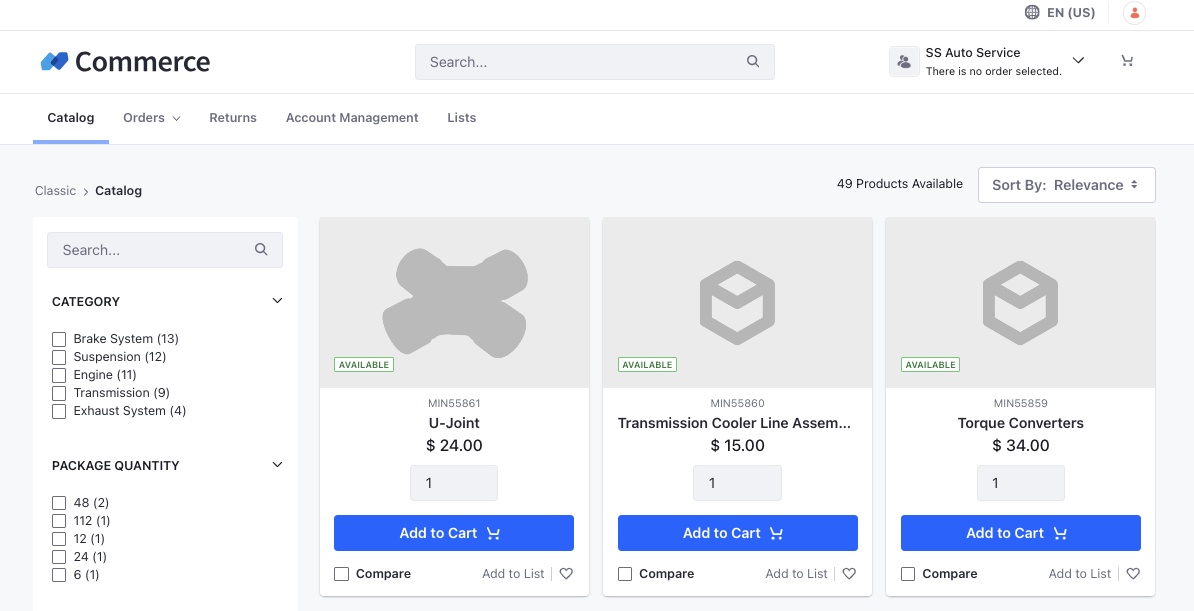 EN (US)
Commerce
Search...
SS Auto Service
There is no order selected.
Catalog
Orders
Returns
Account Management
Lists
Classic
Catalog
49 Products Available
Sort By: Relevance
Search...
CATEGORY
Brake System (13)
Suspension (12)
Engine (11)
Transmission (9)
Exhaust System (4)
PACKAGE QUANTITY
48 (2)
112 (1)
12 (1)
24 (1)
6 (1)
AVAILABLE
MIN55861
U-Joint
$ 24.00
1
Add to Cart
Compare
Add to List
AVAILABLE
MIN55860
Transmission Cooler Line Assem...
$ 15.00
1
Add to Cart
Compare
Add to List
AVAILABLE
MIN55859
Torque Converters
$ 34.00
1
Add to Cart
Compare
Add to List